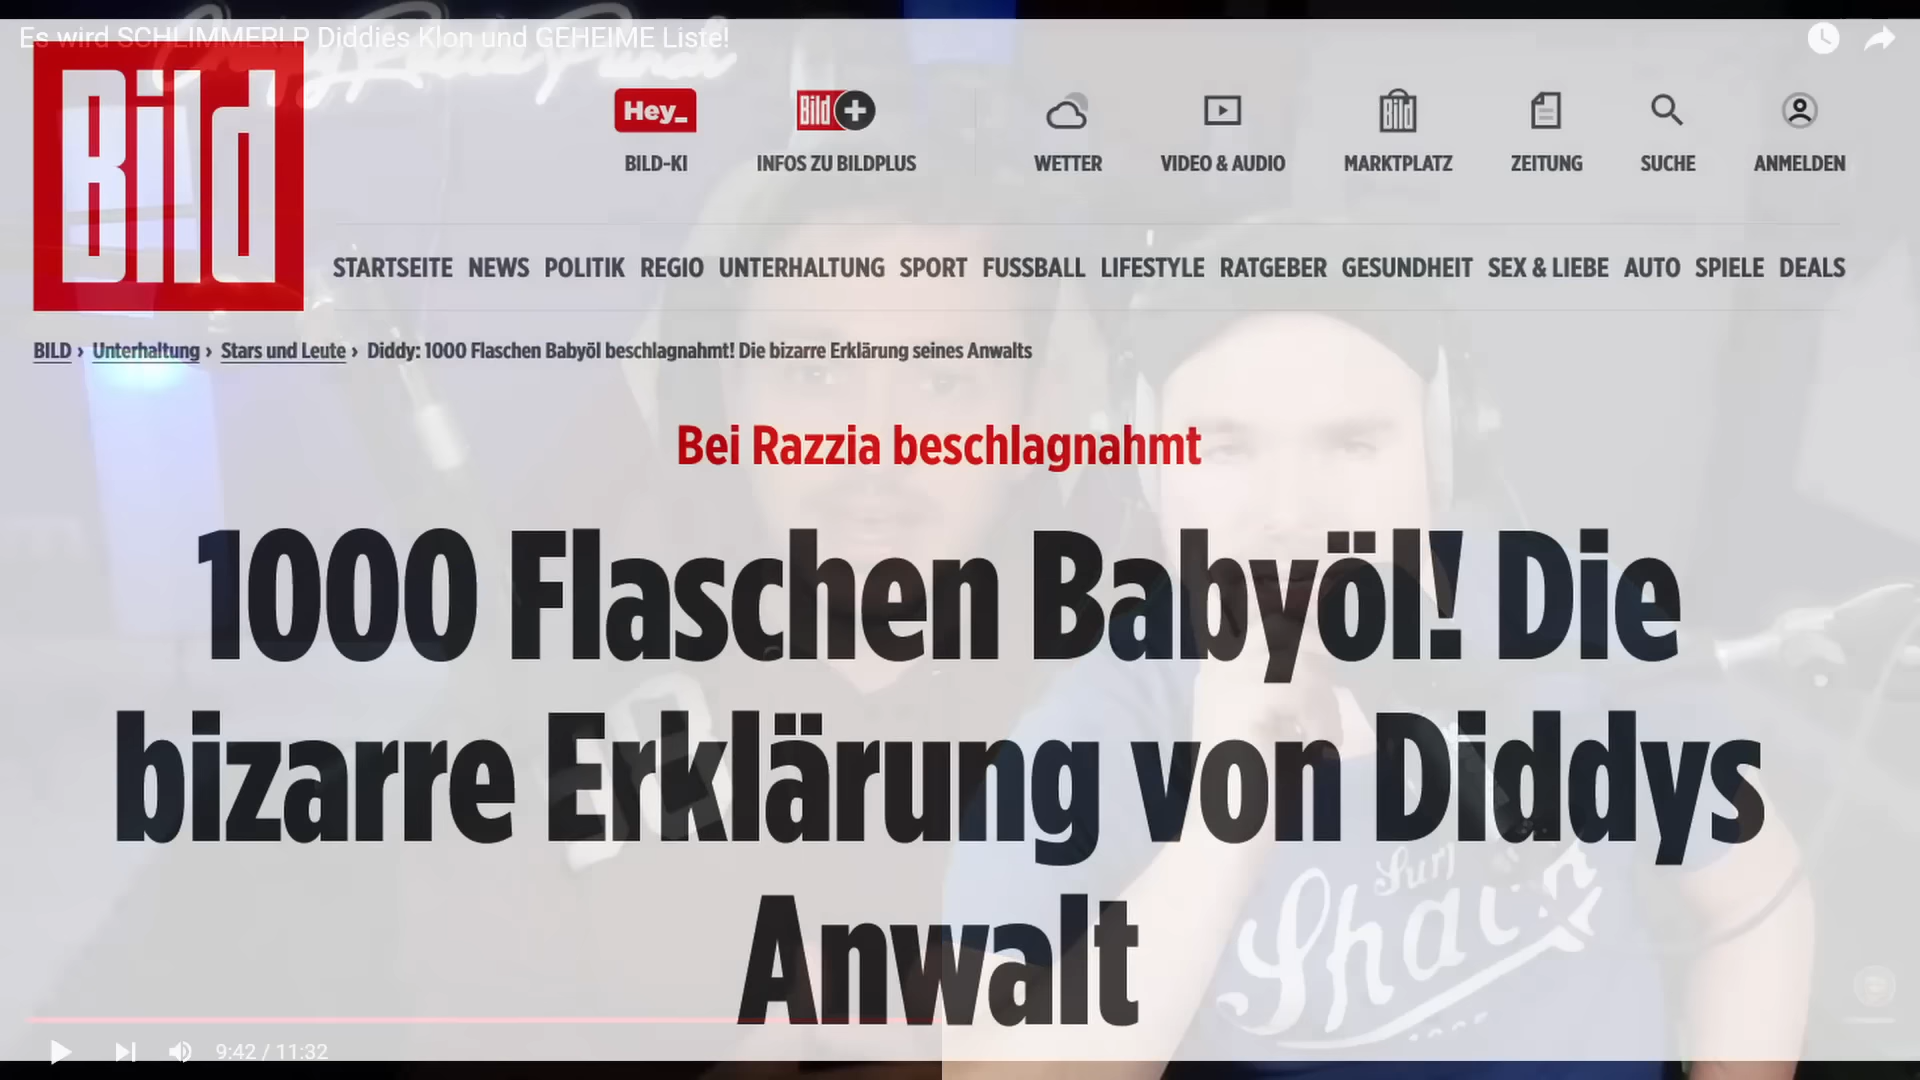 Es wird SCHLIMMER! P. Diddies Klon und GEHEIME Liste!
Bild
Hey_
Bild+
Bild
BILD-KI
INFOS ZU BILDPLUS
WETTER
VIDEO & AUDIO
MARKTPLATZ
ZEITUNG
SUCHE
ANMELDEN
STARTSEITE NEWS POLITIK REGIO UNTERHALTUNG SPORT FUSSBALL LIFESTYLE RATGEBER GESUNDHEIT SEX & LIEBE AUTO SPIELE DEALS
BILD › Unterhaltung › Stars und Leute › Diddy: 1000 Flaschen Babyöl beschlagnahmt! Die bizarre Erklärung seines Anwalts
Bei Razzia beschlagnahmt
1000 Flaschen Babyöl! Die
bizarre Erklärung von Diddys
Anwalt
Surf
9:42 / 11:32